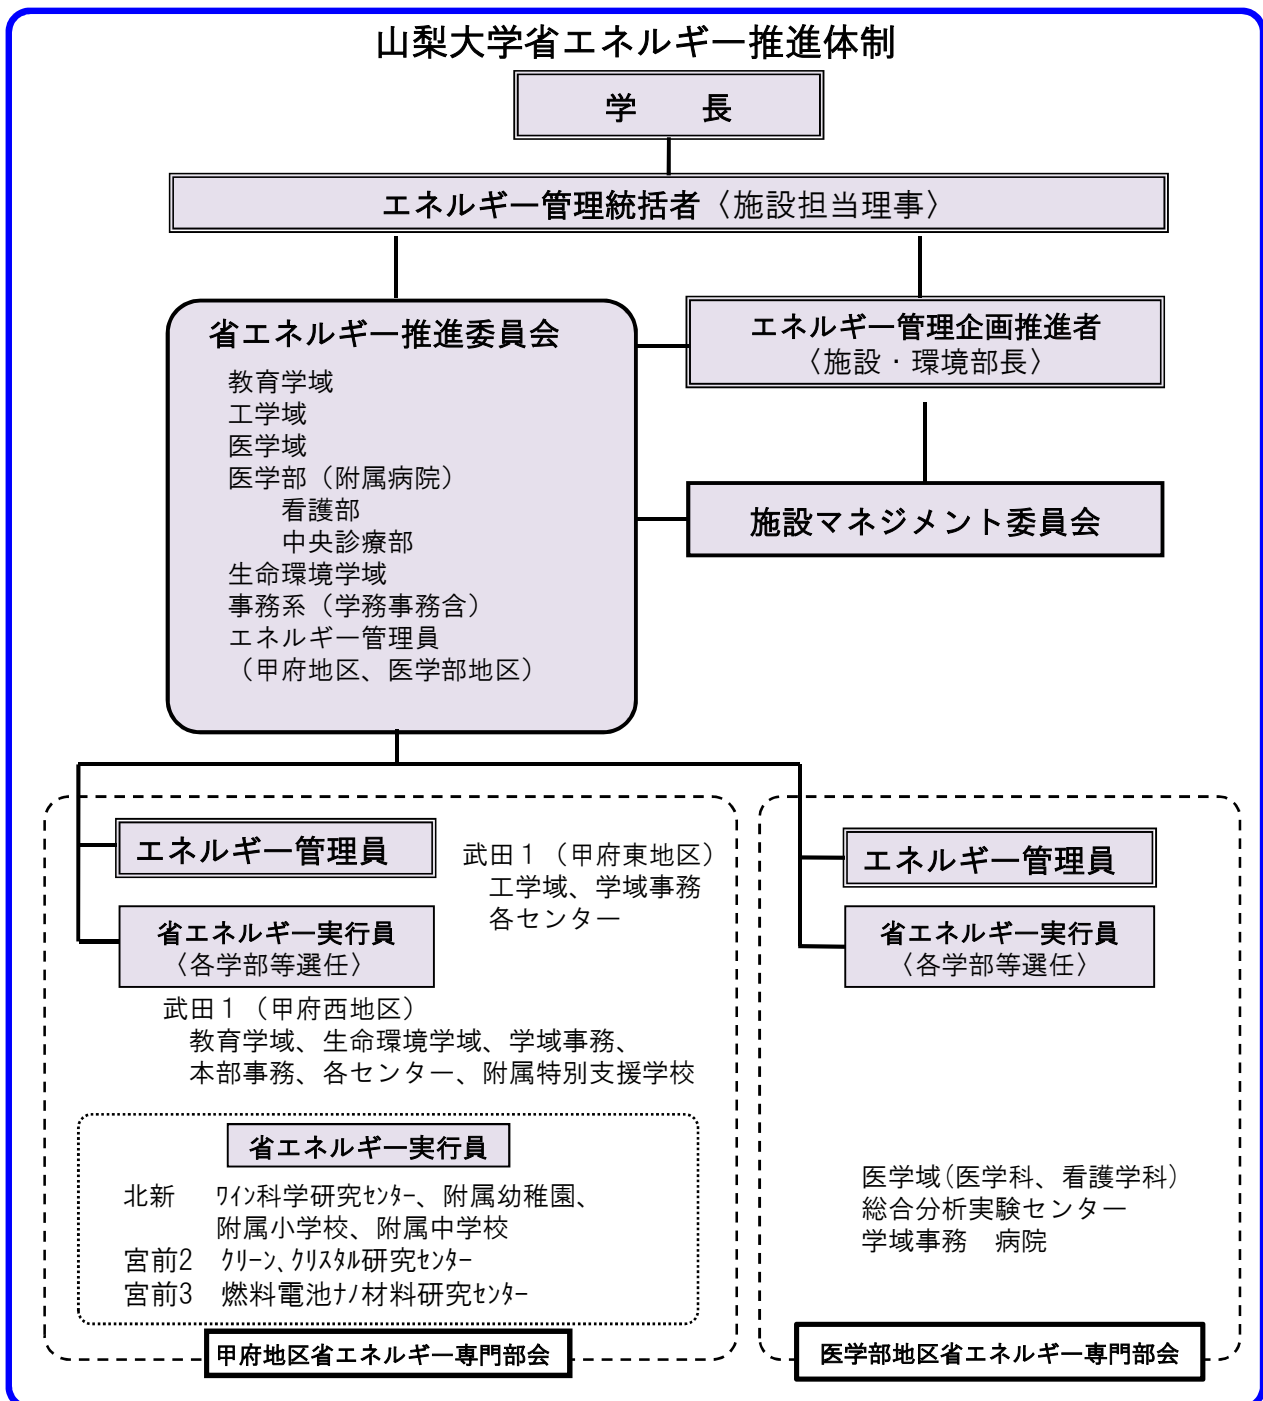 山梨大学省エネルギー推進体制
学　　長
エネルギー管理統括者〈施設担当理事〉
省エネルギー推進委員会
教育学域
工学域
医学域
医学部（附属病院）
看護部
中央診療部
生命環境学域
事務系（学務事務含）
エネルギー管理員
（甲府地区、医学部地区）
エネルギー管理企画推進者
〈施設・環境部長〉
施設マネジメント委員会
エネルギー管理員
武田１（甲府東地区）
工学域、学域事務
各センター
省エネルギー実行員
〈各学部等選任〉
武田１（甲府西地区）
教育学域、生命環境学域、学域事務、
本部事務、各センター、附属特別支援学校
省エネルギー実行員
北新　ﾜｲﾝ科学研究ｾﾝﾀｰ、附属幼稚園、
附属小学校、附属中学校
宮前2　ｸﾘｰﾝ､ｸﾘｽﾀﾙ研究ｾﾝﾀｰ
宮前3　燃料電池ﾅﾉ材料研究ｾﾝﾀｰ
甲府地区省エネルギー専門部会
エネルギー管理員
省エネルギー実行員
〈各学部等選任〉
医学域(医学科、看護学科)
総合分析実験センター
学域事務　病院
医学部地区省エネルギー専門部会